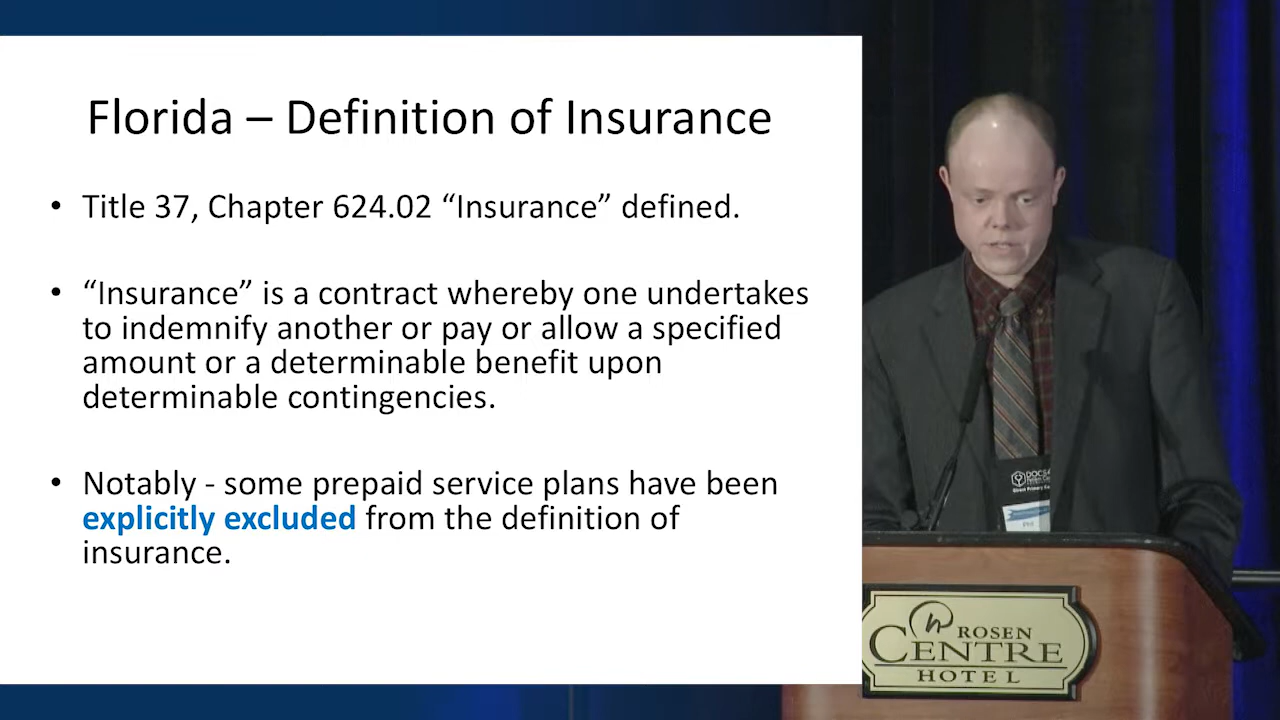 Florida – Definition of Insurance
• Title 37, Chapter 624.02 “Insurance” defined.
• “Insurance” is a contract whereby one undertakes
to indemnify another or pay or allow a specified
amount or a determinable benefit upon
determinable contingencies.
• Notably - some prepaid service plans have been
explicitly excluded from the definition of
insurance.
DOCS
ROSEN
CENTRE
HOTEL